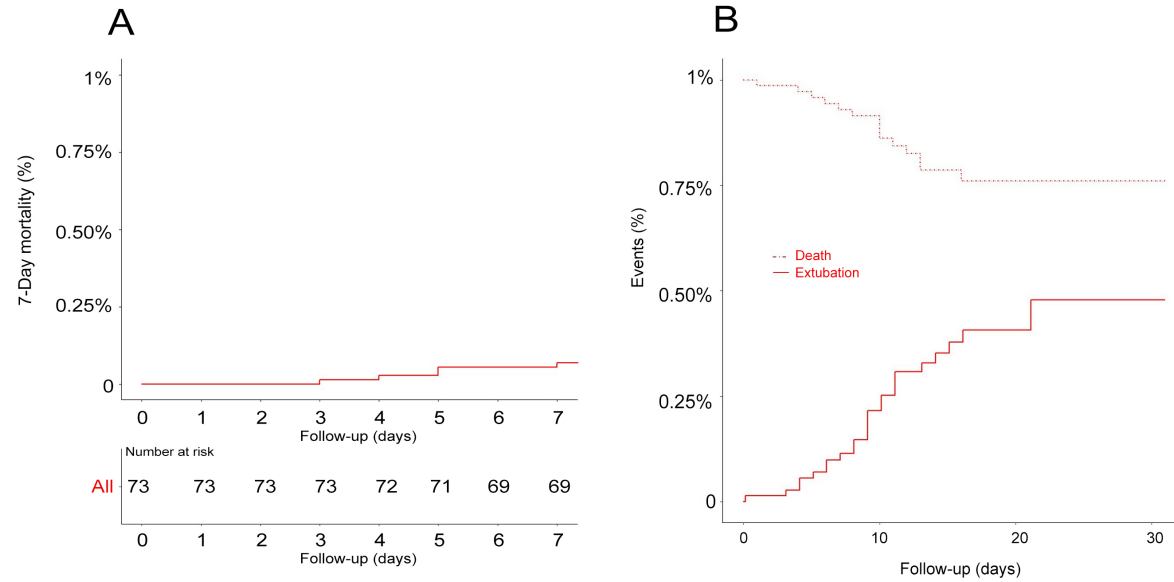 A
7-Day mortality (%)
1%
0.75%
0.50%
0.25%
0
0 1 2 3 4 5 6 7
Follow-up (days)
Number at risk
All 73 73 73 73 72 71 69 69
0 1 2 3 4 5 6 7
Follow-up (days)
B
Events (%)
1%
0.75%
0.50%
0.25%
0
Death
Extubation
0 10 20 30
Follow-up (days)